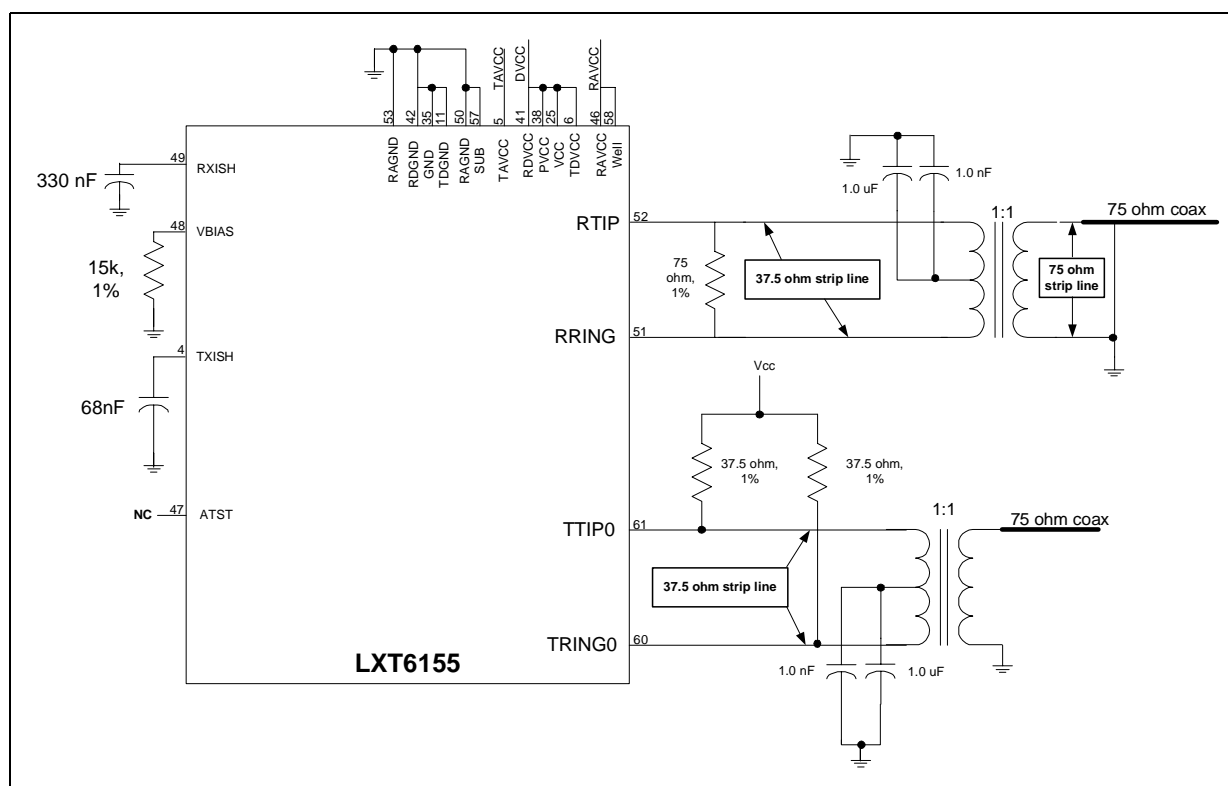 TAVCC
DVCC
RAVCC
53
42
35
11
50
57
5
41
38
25
6
46
58
RAGND
RDGND
GND
TDGND
RAGND
SUB
TAVCC
RDVCC
PVCC
VCC
TDVCC
RAVCC
Well
49
RXISH
330 nF
48
VBIAS
15k,
1%
4
TXISH
68nF
NC
47
ATST
1.0 uF
1.0 nF
RTIP
52
1:1
75 ohm coax
75
ohm,
1%
37.5 ohm strip line
75 ohm
strip line
RRING
51
Vcc
37.5 ohm,
1%
37.5 ohm,
1%
TTIP0
61
1:1
75 ohm coax
37.5 ohm strip line
TRING0
60
LXT6155
1.0 nF
1.0 uF